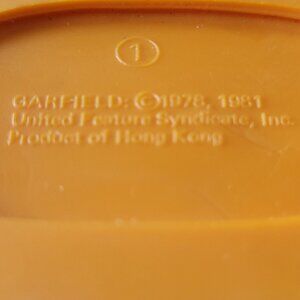 1
GARFIELD: ©1978, 1981
United Feature Syndicate, Inc.
Product of Hong Kong